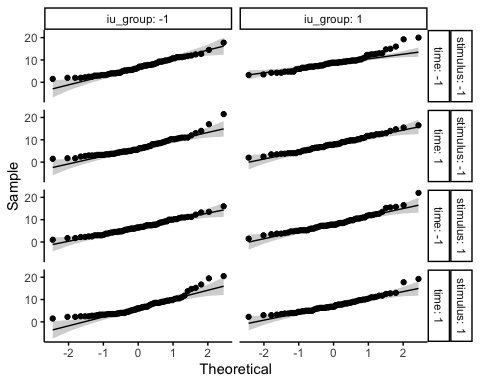 iu_group: -1
iu_group: 1
20
10
0
time: -1
stimulus: -1
20
10
0
time: 1
stimulus: -1
20
10
0
time: -1
stimulus: 1
20
10
0
time: 1
stimulus: 1
Sample
-2 -1 0 1 2 -2 -1 0 1 2
Theoretical